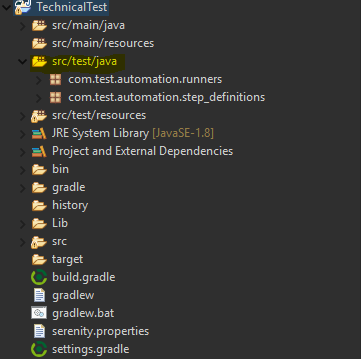 TechnicalTest
src/main/java
src/main/resources
src/test/java
com.test.automation.runners
com.test.automation.step_definitions
src/test/resources
JRE System Library [JavaSE-1.8]
Project and External Dependencies
bin
gradle
history
Lib
src
target
build.gradle
gradlew
gradlew.bat
serenity.properties
settings.gradle